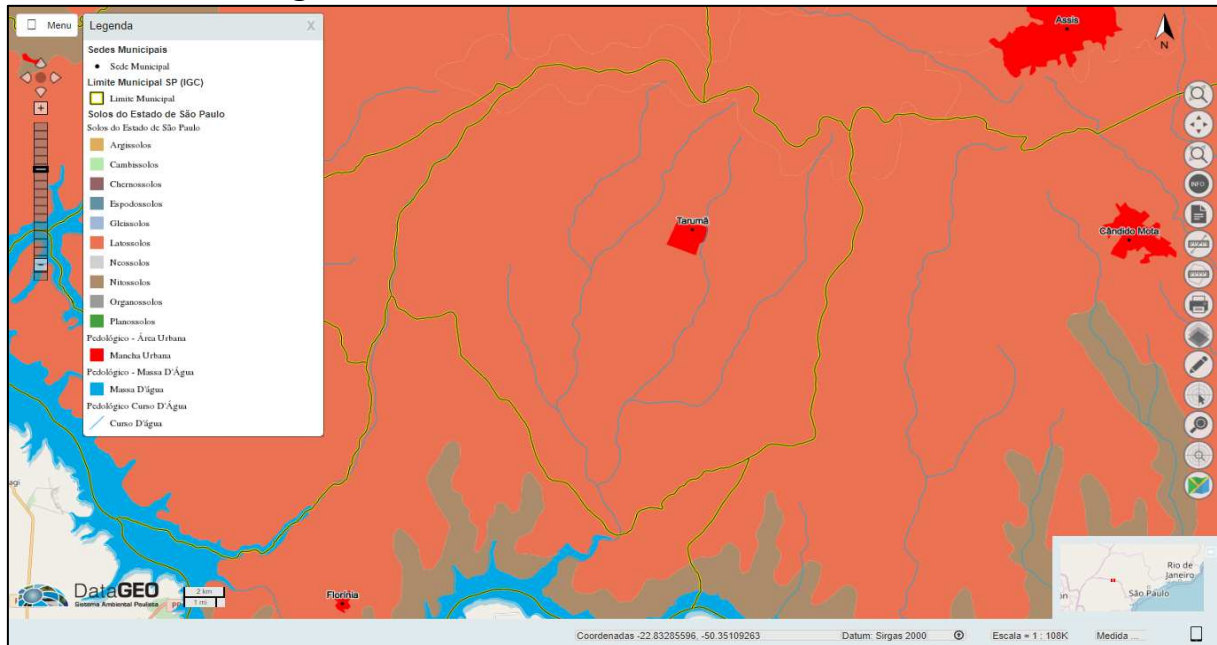 Menu
Legenda
X
Sedes Municipais
Sede Municipal
Limite Municipal SP (IGC)
Limite Municipal
Solos do Estado de São Paulo
Solos do Estado de São Paulo
Argissolos
Cambissolos
Chernossolos
Espodossolos
Gleissolos
Latossolos
Neossolos
Nitossolos
Organossolos
Planossolos
Pedológico - Área Urbana
Mancha Urbana
Pedológico - Massa D'Água
Massa D'água
Pedológico Curso D'Água
Curso D'água
Assis
N
INFO
Tarumã
Cândido Mota
Florínia
DataGEO
Sistema Ambiental Paulista
2 km
1 mi
Rio de
Janeiro
São Paulo
Coordenadas -22.83285596, -50.35109263
Datum: Sirgas 2000
Escala = 1 : 108K
Medida ...